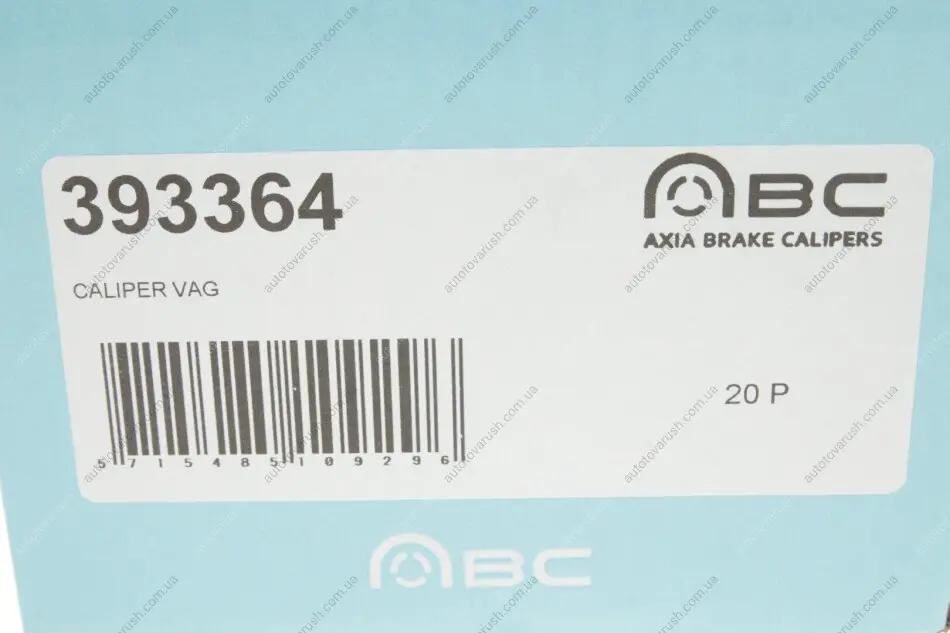 393364
ABC
AXIA BRAKE CALIPERS
CALIPER VAG
20 P
5715485109296
ABC
autotovarush.com.ua